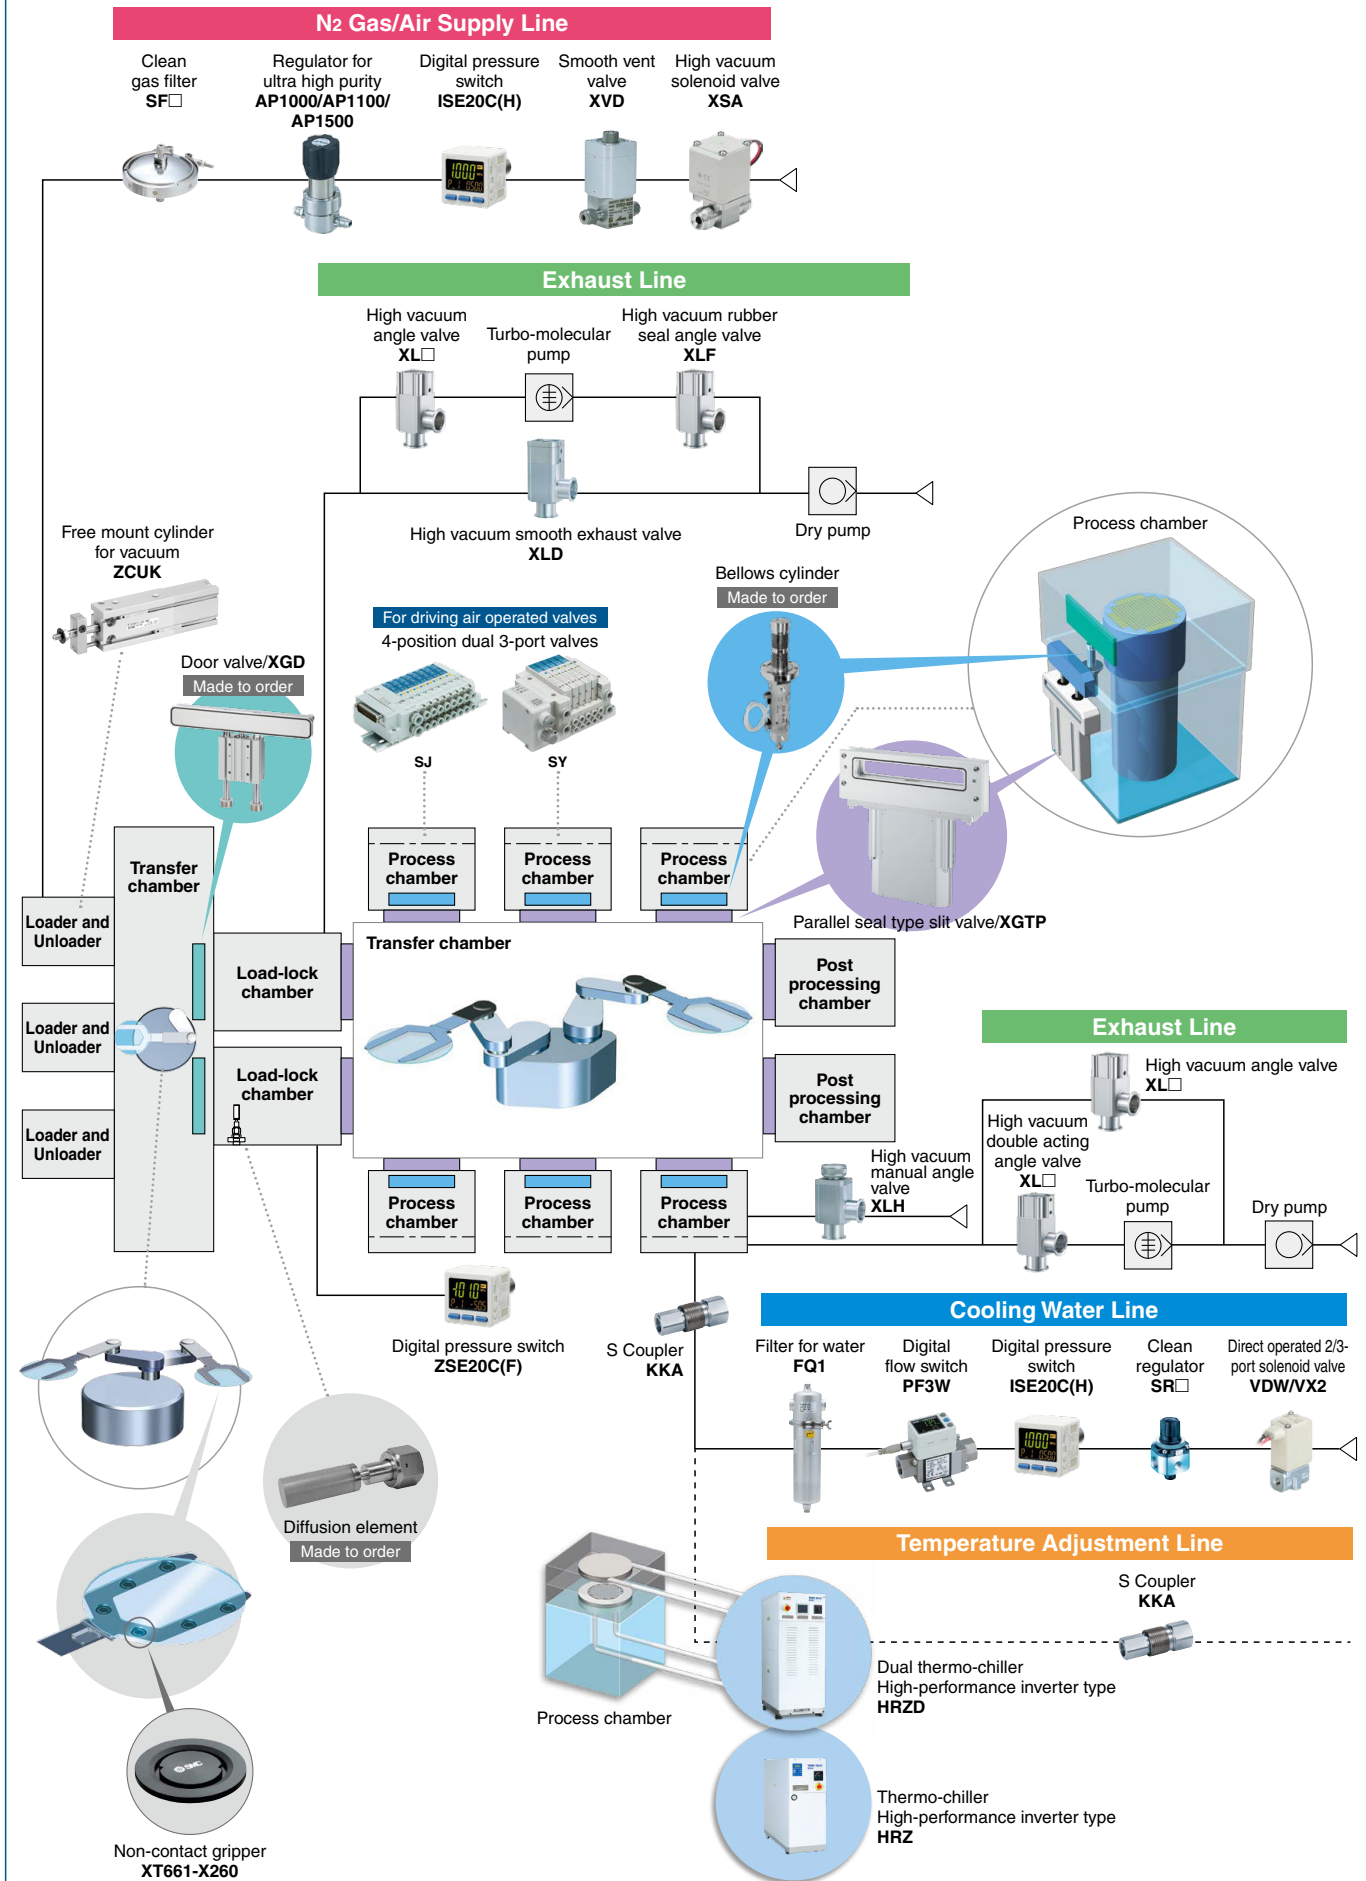 N2 Gas/Air Supply Line
Clean
gas filter
SF□
Regulator for
ultra high purity
AP1000/AP1100/
AP1500
Digital pressure
switch
ISE20C(H)
Smooth vent
valve
XVD
High vacuum
solenoid valve
XSA
Exhaust Line
High vacuum
angle valve
XL□
Turbo-molecular
pump
High vacuum rubber
seal angle valve
XLF
High vacuum smooth exhaust valve
XLD
Dry pump
Process chamber
Free mount cylinder
for vacuum
ZCUK
Bellows cylinder
Made to order
For driving air operated valves
4-position dual 3-port valves
Door valve/XGD
Made to order
SJ
SY
Process
chamber
Process
chamber
Process
chamber
Transfer
chamber
Parallel seal type slit valve/XGTP
Loader and
Unloader
Transfer chamber
Load-lock
chamber
Post
processing
chamber
Loader and
Unloader
Exhaust Line
Load-lock
chamber
High vacuum angle valve
XL□
Post
processing
chamber
Loader and
Unloader
High vacuum
double acting
angle valve
XL□
High vacuum
manual angle
valve
XLH
Turbo-molecular
pump
Dry pump
Process
chamber
Process
chamber
Process
chamber
Digital pressure switch
ZSE20C(F)
S Coupler
KKA
Cooling Water Line
Filter for water
FQ1
Digital
flow switch
PF3W
Digital pressure
switch
ISE20C(H)
Clean
regulator
SR□
Direct operated 2/3-
port solenoid valve
VDW/VX2
Diffusion element
Made to order
Temperature Adjustment Line
S Coupler
KKA
Dual thermo-chiller
High-performance inverter type
HRZD
Process chamber
SMC
Thermo-chiller
High-performance inverter type
HRZ
Non-contact gripper
XT661-X260